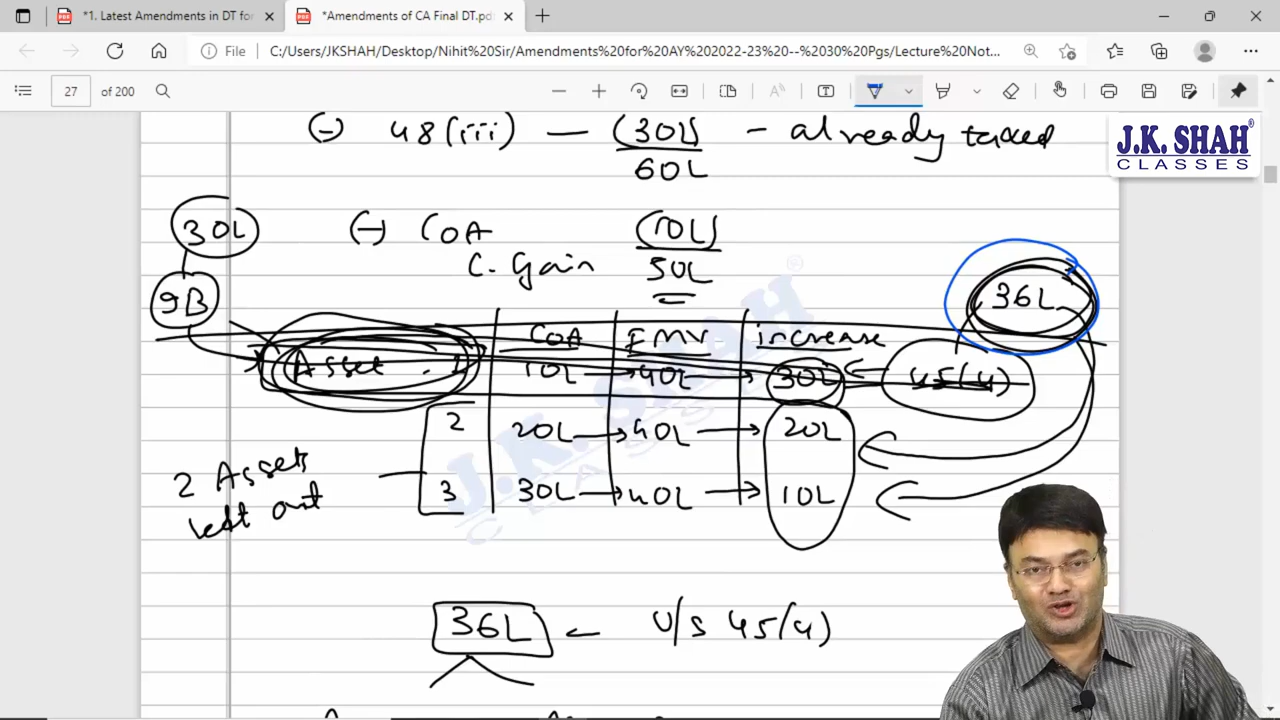 *1. Latest Amendments in DT for
*Amendments of CA Final DT.pdf
File C:/Users/JKSHAH/Desktop/Nihit%20Sir/Amendments%20for%20AY%202022-23%20--%2030%20Pgs/Lecture%20Not...
27 of 200
J.K. SHAH®
CLASSES
(-) 48(iii) — (30L) - already taxed
60L
30L (-) COA (10L)
C. Gain 50L
9B 36L
COA FMV increase
Asset 1 10L 40L 30L 45(4)
2 20L 40L 20L
2 Assets
left out
3 30L 40L 10L
36L ← U/S 45(4)
J.K. SHAH®
CLASSES